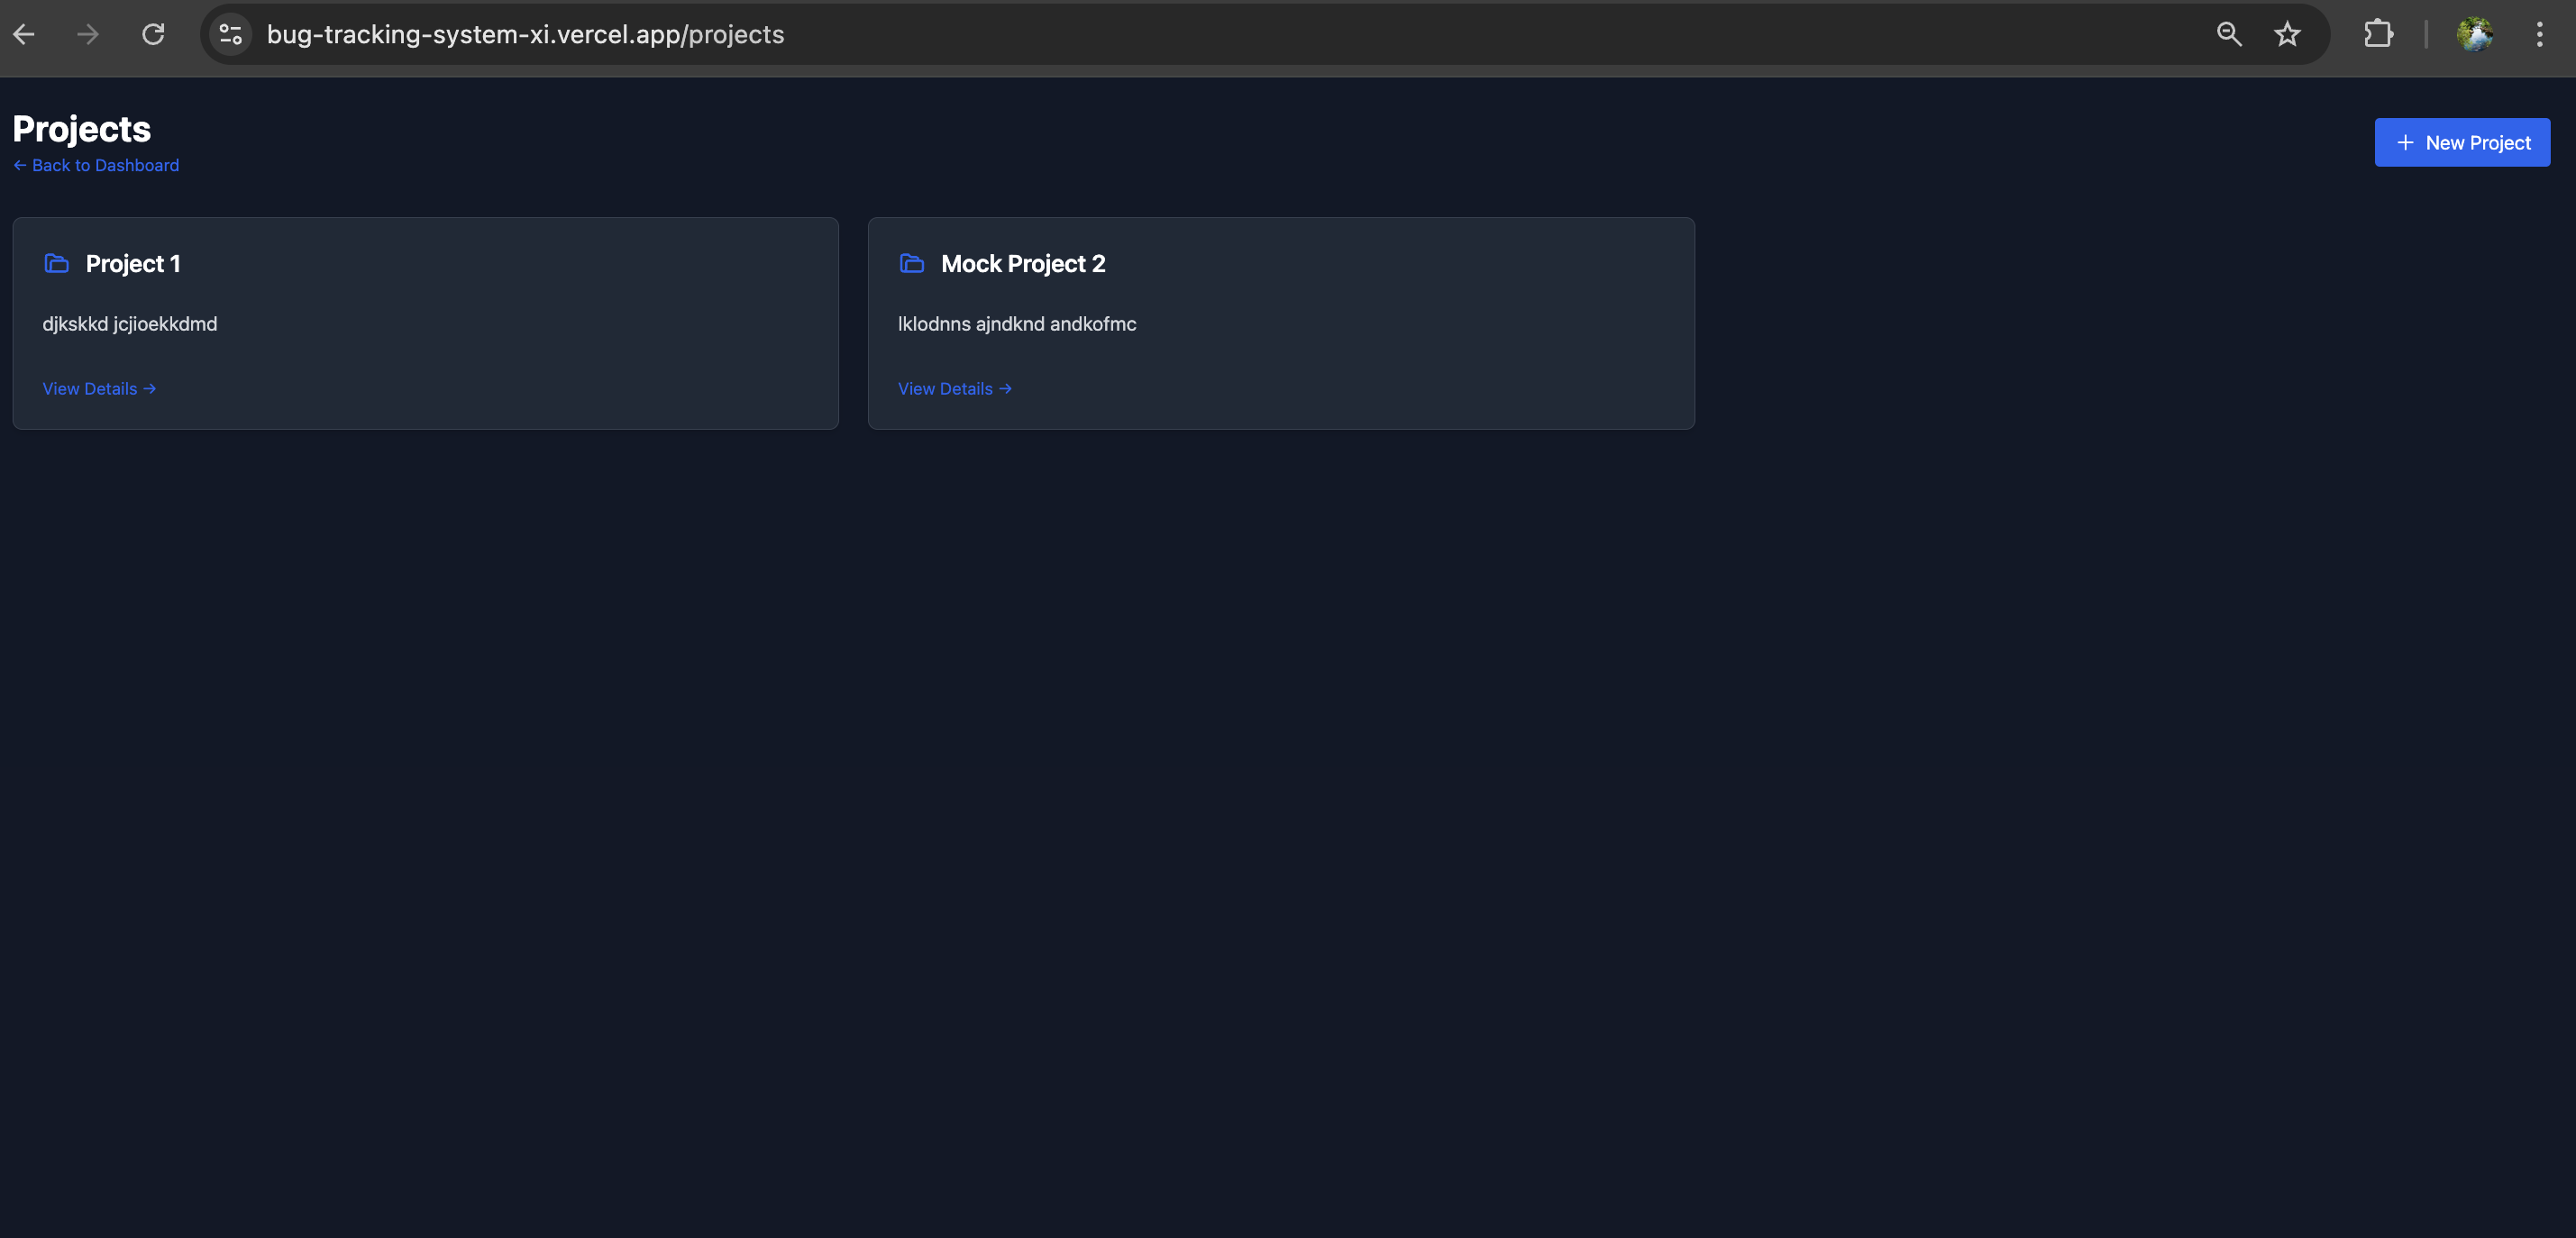 bug-tracking-system-xi.vercel.app/projects
Projects
← Back to Dashboard
+ New Project
Project 1
djkskkd jcjioekkdmd
View Details →
Mock Project 2
lklodnns ajndknd andkofmc
View Details →